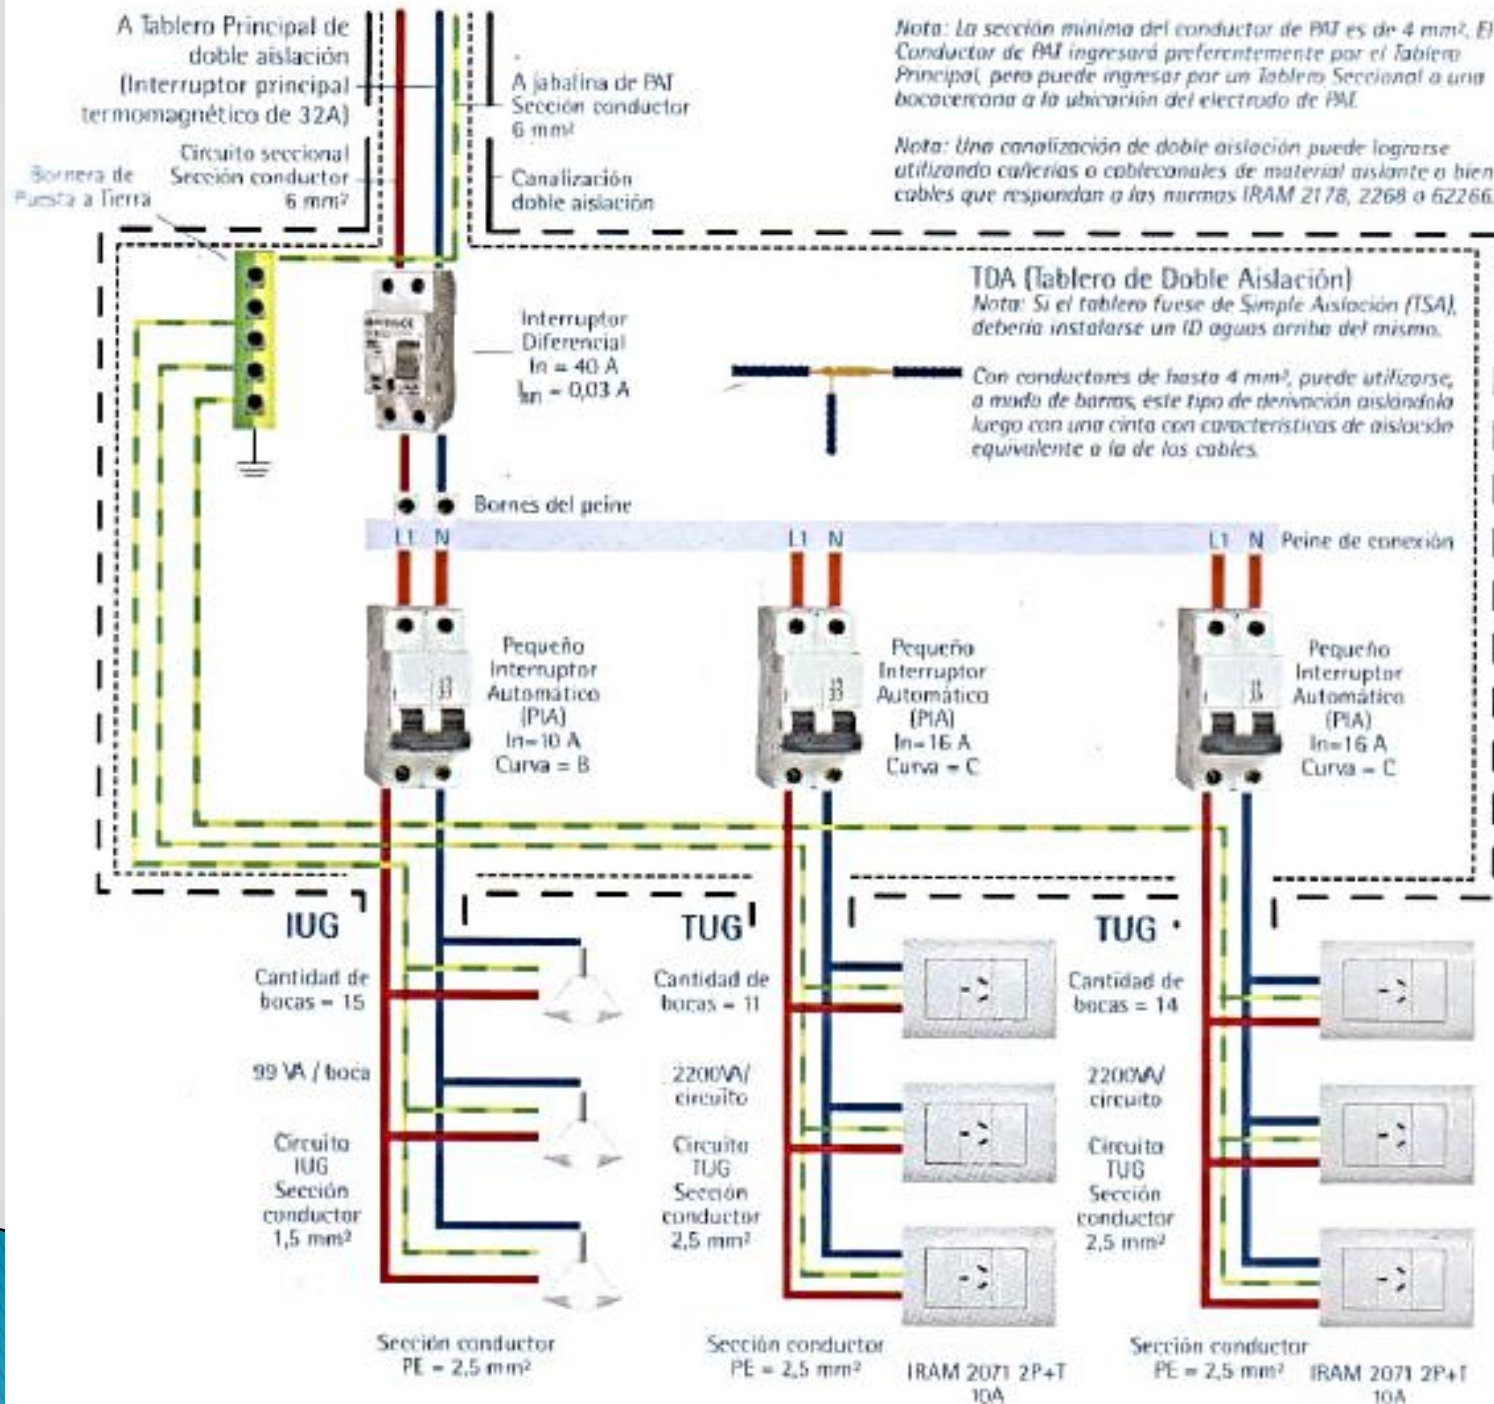 A Tablero Principal de
doble aislación
(Interruptor principal
termomagnético de 32A)
Circuito seccional
Sección conductor
6 mm²
Bornera de
Puesta a Tierra
A jabalina de PAT
Sección conductor
6 mm²
Canalización
doble aislación
Nota: La sección mínima del conductor de PAT es de 4 mm². El
Conductor de PAT ingresará preferentemente por el Tablero
Principal, pero puede ingresar por un Tablero Seccional o una
bocacercana a la ubicación del electrodo de PAT.
Nota: Una canalización de doble aislación puede lograrse
utilizando cañerías o cablecanales de material aislante o bien
cables que respondan a las normas IRAM 2178, 2268 o 62266.
TDA (Tablero de Doble Aislación)
Nota: Si el tablero fuese de Simple Aislación (TSA),
debería instalarse un ID aguas arriba del mismo.
Con conductores de hasta 4 mm², puede utilizarse,
a modo de barras, este tipo de derivación aislándola
luego con una cinta con características de aislación
equivalente a la de los cables.
Interruptor
Diferencial
In = 40 A
I∆n = 0,03 A
Bornes del peine
L1 N
L1 N
L1 N
Peine de conexión
Pequeño
Interruptor
Automático
(PIA)
In=10 A
Curva = B
Pequeño
Interruptor
Automático
(PIA)
In=16 A
Curva = C
Pequeño
Interruptor
Automático
(PIA)
In=16 A
Curva = C
IUG
Cantidad de
bocas = 15
99 VA / boca
Circuito
IUG
Sección
conductor
1,5 mm²
Sección conductor
PE = 2,5 mm²
TUG
Cantidad de
bocas = 11
2200VA/
circuito
Circuito
TUG
Sección
conductor
2,5 mm²
Sección conductor
PE = 2,5 mm²
IRAM 2071 2P+T
10A
TUG
Cantidad de
bocas = 14
2200VA/
circuito
Circuito
TUG
Sección
conductor
2,5 mm²
Sección conductor
PE = 2,5 mm²
IRAM 2071 2P+T
10A